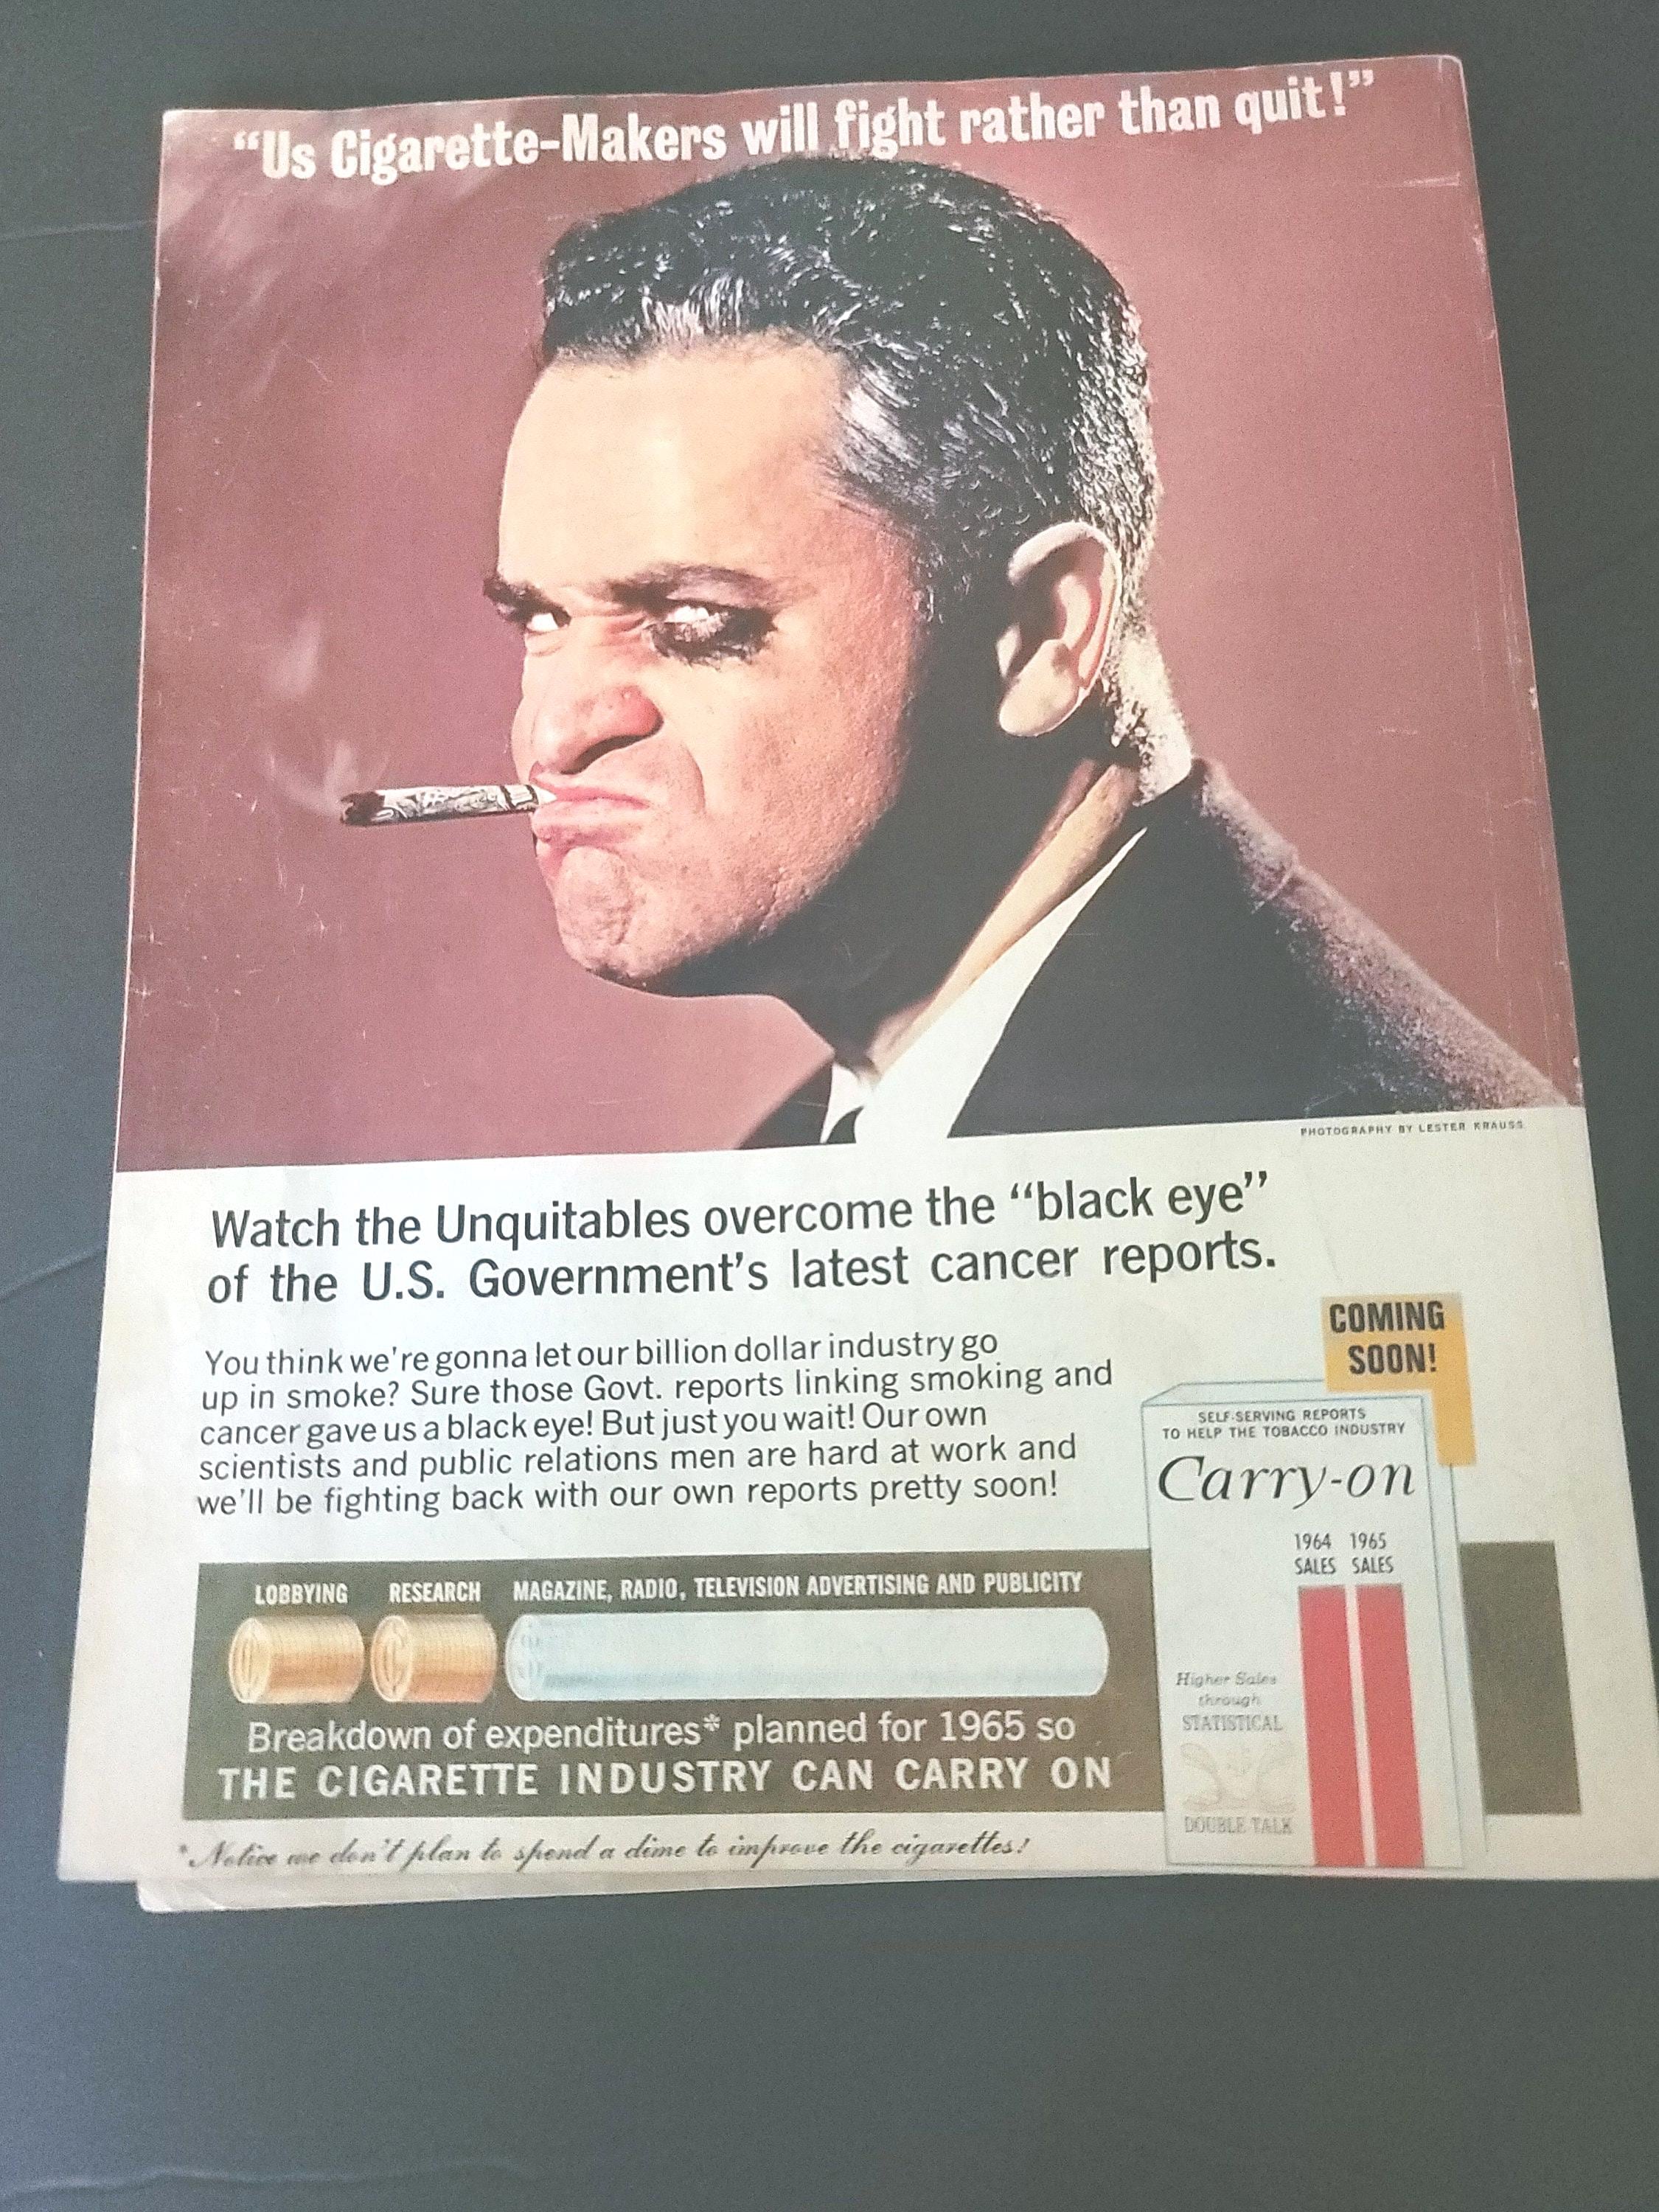 “Us Cigarette-Makers will fight rather than quit!”
PHOTOGRAPHY BY LESTER KRAUSS
Watch the Unquitables overcome the “black eye”
of the U.S. Government’s latest cancer reports.
You think we’re gonna let our billion dollar industry go
up in smoke? Sure those Govt. reports linking smoking and
cancer gave us a black eye! But just you wait! Our own
scientists and public relations men are hard at work and
we’ll be fighting back with our own reports pretty soon!
COMING
SOON!
SELF-SERVING REPORTS
TO HELP THE TOBACCO INDUSTRY
Carry-on
1964 1965
SALES SALES
Higher Sales
through
STATISTICAL
DOUBLE TALK
LOBBYING RESEARCH MAGAZINE, RADIO, TELEVISION ADVERTISING AND PUBLICITY
Breakdown of expenditures* planned for 1965 so
THE CIGARETTE INDUSTRY CAN CARRY ON
*Notice we don’t plan to spend a dime to improve the cigarettes!